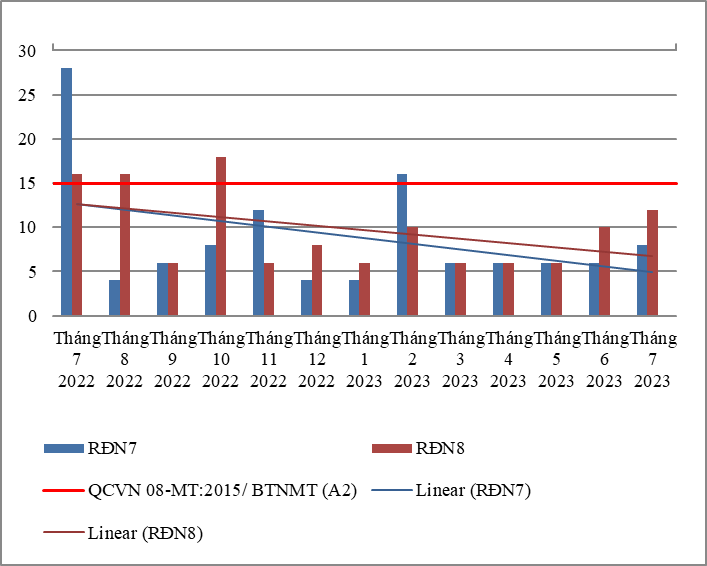 30
25
20
15
10
5
0
Tháng Tháng Tháng Tháng Tháng Tháng Tháng Tháng Tháng Tháng Tháng Tháng Tháng
7 8 9 10 11 12 1 2 3 4 5 6 7
2022 2022 2022 2022 2022 2022 2023 2023 2023 2023 2023 2023 2023
RĐN7 RĐN8
QCVN 08-MT:2015/ BTNMT (A2) Linear (RĐN7)
Linear (RĐN8)